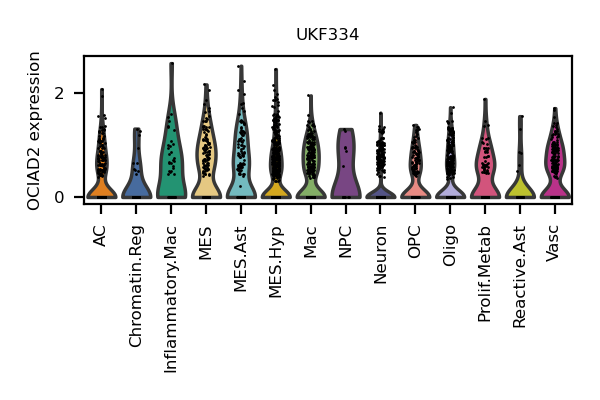 UKF334
OCIAD2 expression
2
0
AC
Chromatin.Reg
Inflammatory.Mac
MES
MES.Ast
MES.Hyp
Mac
NPC
Neuron
OPC
Oligo
Prolif.Metab
Reactive.Ast
Vasc